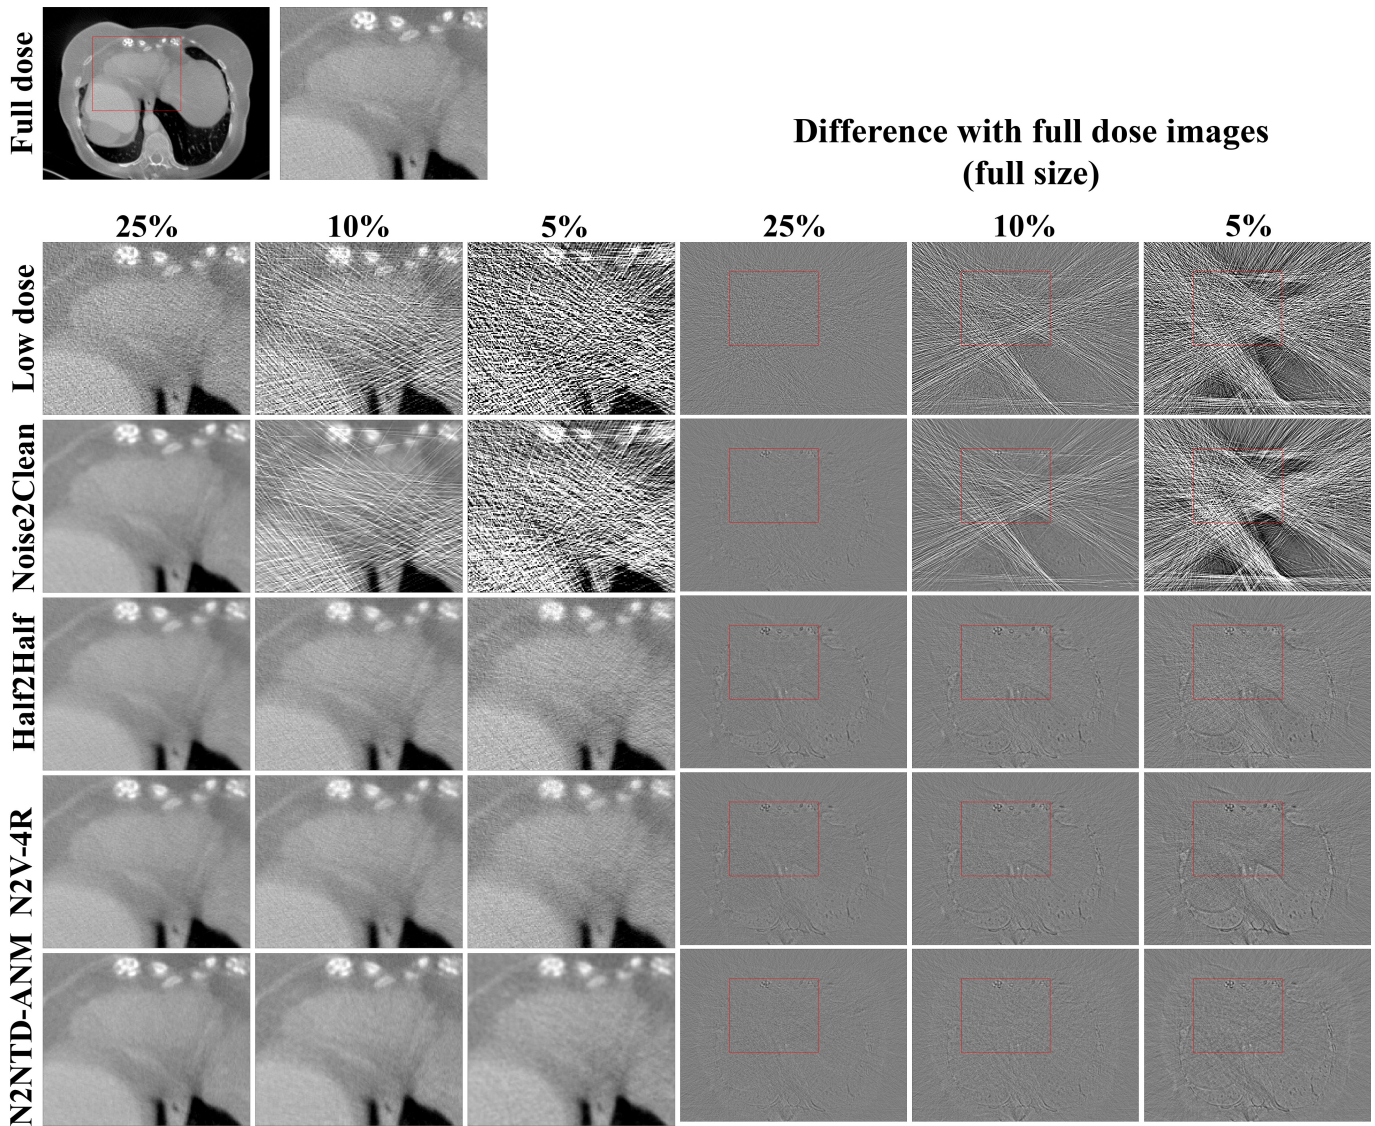 Full dose
Difference with full dose images
(full size)
25% 10% 5% 25% 10% 5%
Low dose
Noise2Clean
Half2Half
N2V-4R
N2NTD-ANM